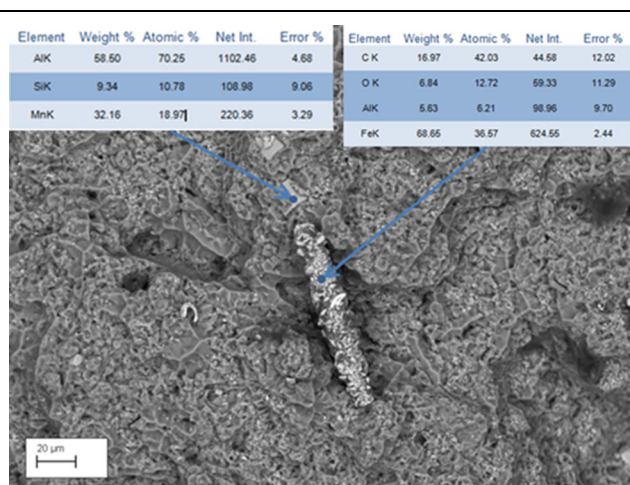 Element Weight % Atomic % Net Int. Error %
AlK 58.50 70.25 1102.46 4.68
SiK 9.34 10.78 108.98 9.06
MnK 32.16 18.97 220.36 3.29
Element Weight % Atomic % Net Int. Error %
C K 16.97 42.03 44.58 12.02
O K 6.84 12.72 59.33 11.29
AlK 5.63 6.21 98.96 9.70
FeK 68.65 36.57 624.55 2.44
20 µm